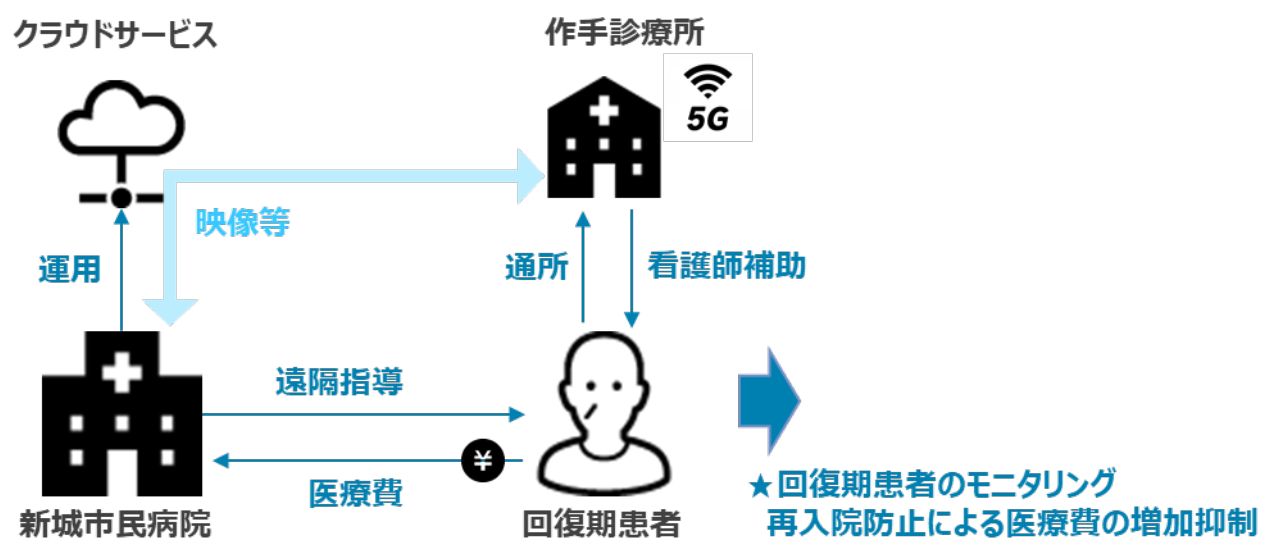 クラウドサービス
作手診療所
5G
映像等
運用
通所
看護師補助
遠隔指導
¥
医療費
新城市民病院
回復期患者
★回復期患者のモニタリング
再入院防止による医療費の増加抑制